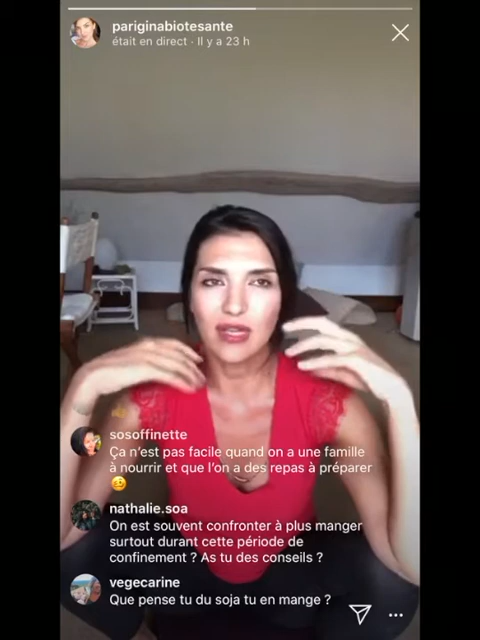 pariginabiotesante
était en direct · Il y a 23 h
sosoffinette
Ça n'est pas facile quand on a une famille
à nourrir et que l'on a des repas à préparer
🥴
nathalie.soa
On est souvent confronter à plus manger
surtout durant cette période de
confinement ? As tu des conseils ?
vegecarine
Que pense tu du soja tu en mange ?